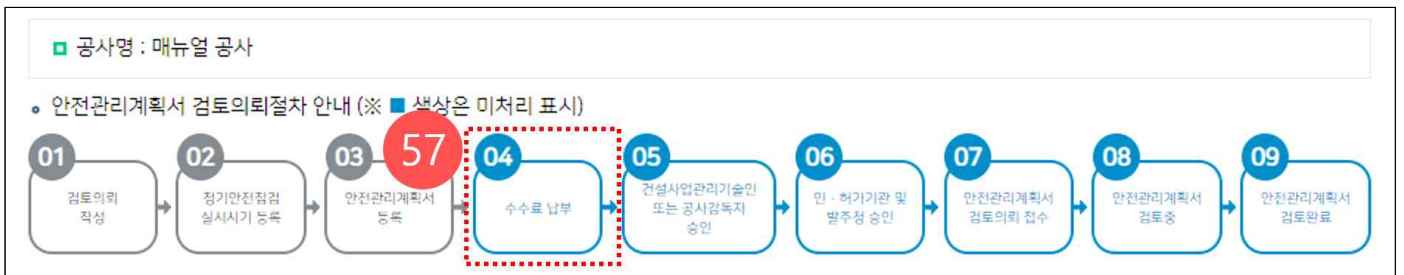 공사명 : 매뉴얼 공사
안전관리계획서 검토의뢰절차 안내 (※ ■ 색상은 미처리 표시)
57
01
검토의뢰
작성
02
정기안전점검
실시시기 등록
03
안전관리계획서
등록
04
수수료 납부
05
건설사업관리기술인
또는 공사감독자
승인
06
인 · 허가기관 및
발주청 승인
07
안전관리계획서
검토의뢰 접수
08
안전관리계획서
검토중
09
안전관리계획서
검토완료